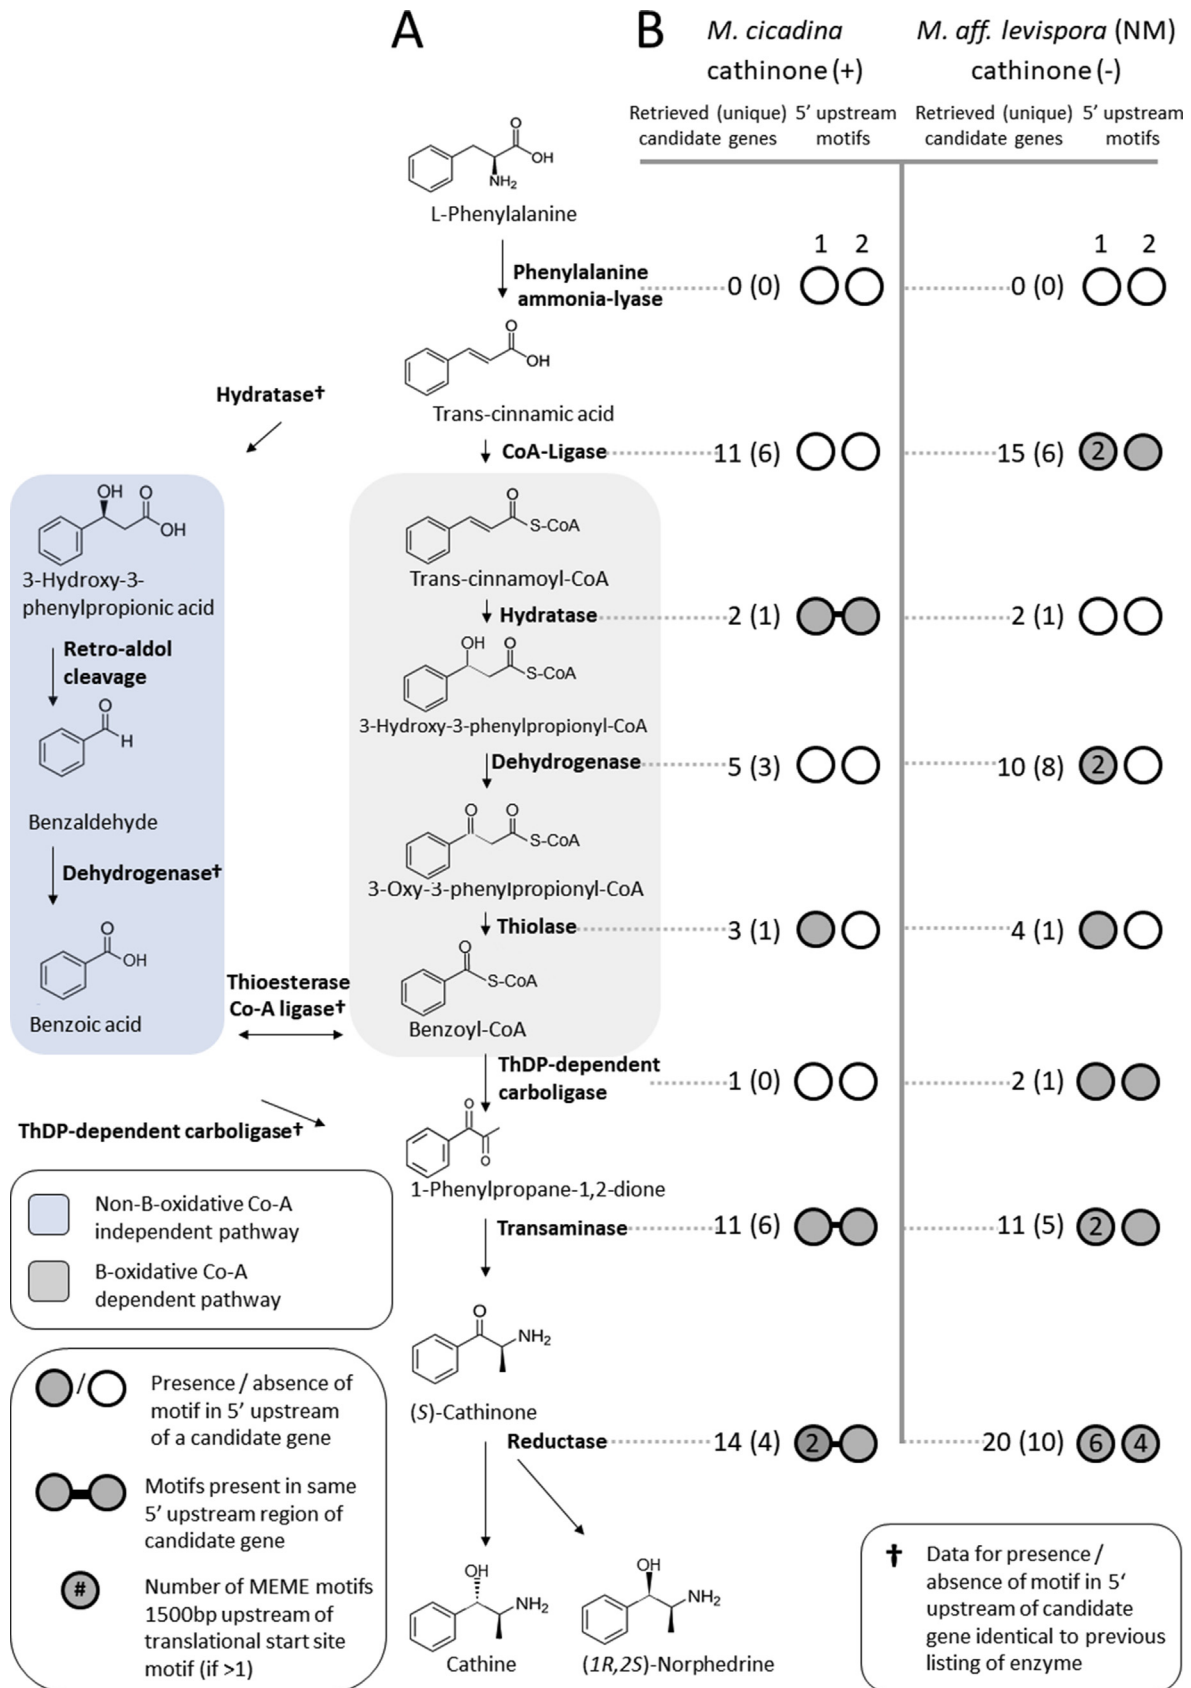 A
B
M. cicadina
cathinone (+)
M. aff. levispora (NM)
cathinone (-)
Retrieved (unique)
candidate genes
5' upstream
motifs
Retrieved (unique)
candidate genes
5' upstream
motifs
O
OH
NH2
L-Phenylalanine
1 2
1 2
Phenylalanine
ammonia-lyase
0 (0)
0 (0)
O
OH
Trans-cinnamic acid
Hydratase†
CoA-Ligase
11 (6)
15 (6)
2
OH O
OH
3-Hydroxy-3-
phenylpropionic acid
O
S-CoA
Trans-cinnamoyl-CoA
Hydratase
2 (1)
2 (1)
Retro-aldol
cleavage
OH O
S-CoA
3-Hydroxy-3-phenylpropionyl-CoA
O
H
Benzaldehyde
Dehydrogenase
5 (3)
10 (8)
2
O O
S-CoA
3-Oxy-3-phenylpropionyl-CoA
Dehydrogenase†
Thiolase
3 (1)
4 (1)
O
OH
Benzoic acid
Thioesterase
Co-A ligase†
O
S-CoA
Benzoyl-CoA
ThDP-dependent
carboligase
1 (0)
2 (1)
ThDP-dependent carboligase†
O
O
1-Phenylpropane-1,2-dione
Non-B-oxidative Co-A
independent pathway
B-oxidative Co-A
dependent pathway
Transaminase
11 (6)
11 (5)
2
O
NH2
(S)-Cathinone
Reductase
14 (4)
2
20 (10)
6
4
/
Presence / absence of
motif in 5' upstream
of a candidate gene
Motifs present in same
5' upstream region of
candidate gene
#
Number of MEME motifs
1500bp upstream of
translational start site
motif (if >1)
OH
NH2
Cathine
OH
NH2
(1R,2S)-Norphedrine
†
Data for presence /
absence of motif in 5‘
upstream of candidate
gene identical to previous
listing of enzyme